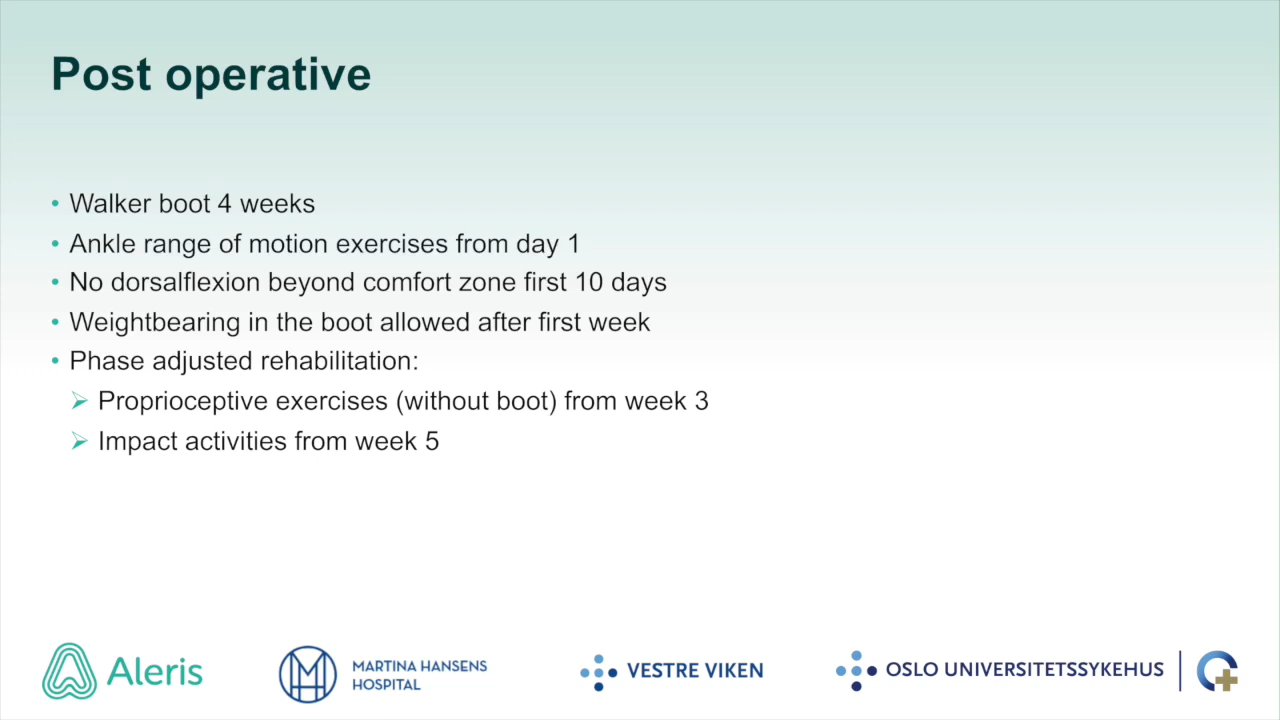 Post operative
• Walker boot 4 weeks
• Ankle range of motion exercises from day 1
• No dorsalflexion beyond comfort zone first 10 days
• Weightbearing in the boot allowed after first week
• Phase adjusted rehabilitation:
➢ Proprioceptive exercises (without boot) from week 3
➢ Impact activities from week 5
Aleris
MARTINA HANSENS
HOSPITAL
VESTRE VIKEN
OSLO UNIVERSITETSSYKEHUS